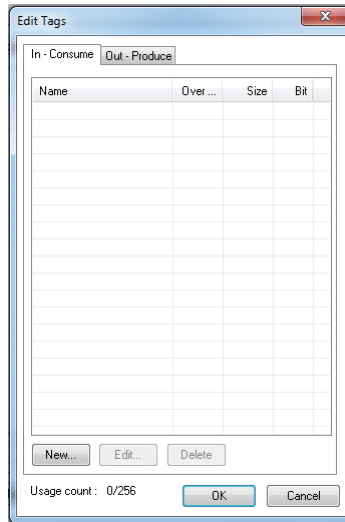 Edit Tags
In - Consume Out - Produce
Name Over ... Size Bit
New... Edit... Delete
Usage count : 0/256 OK Cancel